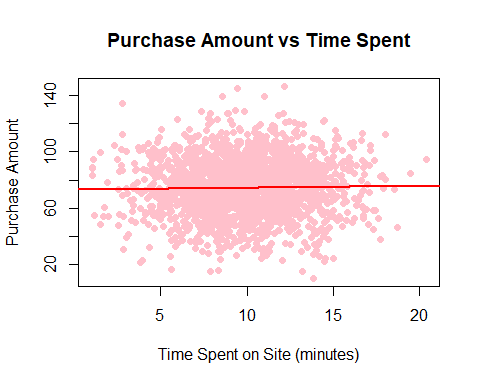 Purchase Amount vs Time Spent
Purchase Amount
140
100
60
20
5 10 15 20
Time Spent on Site (minutes)